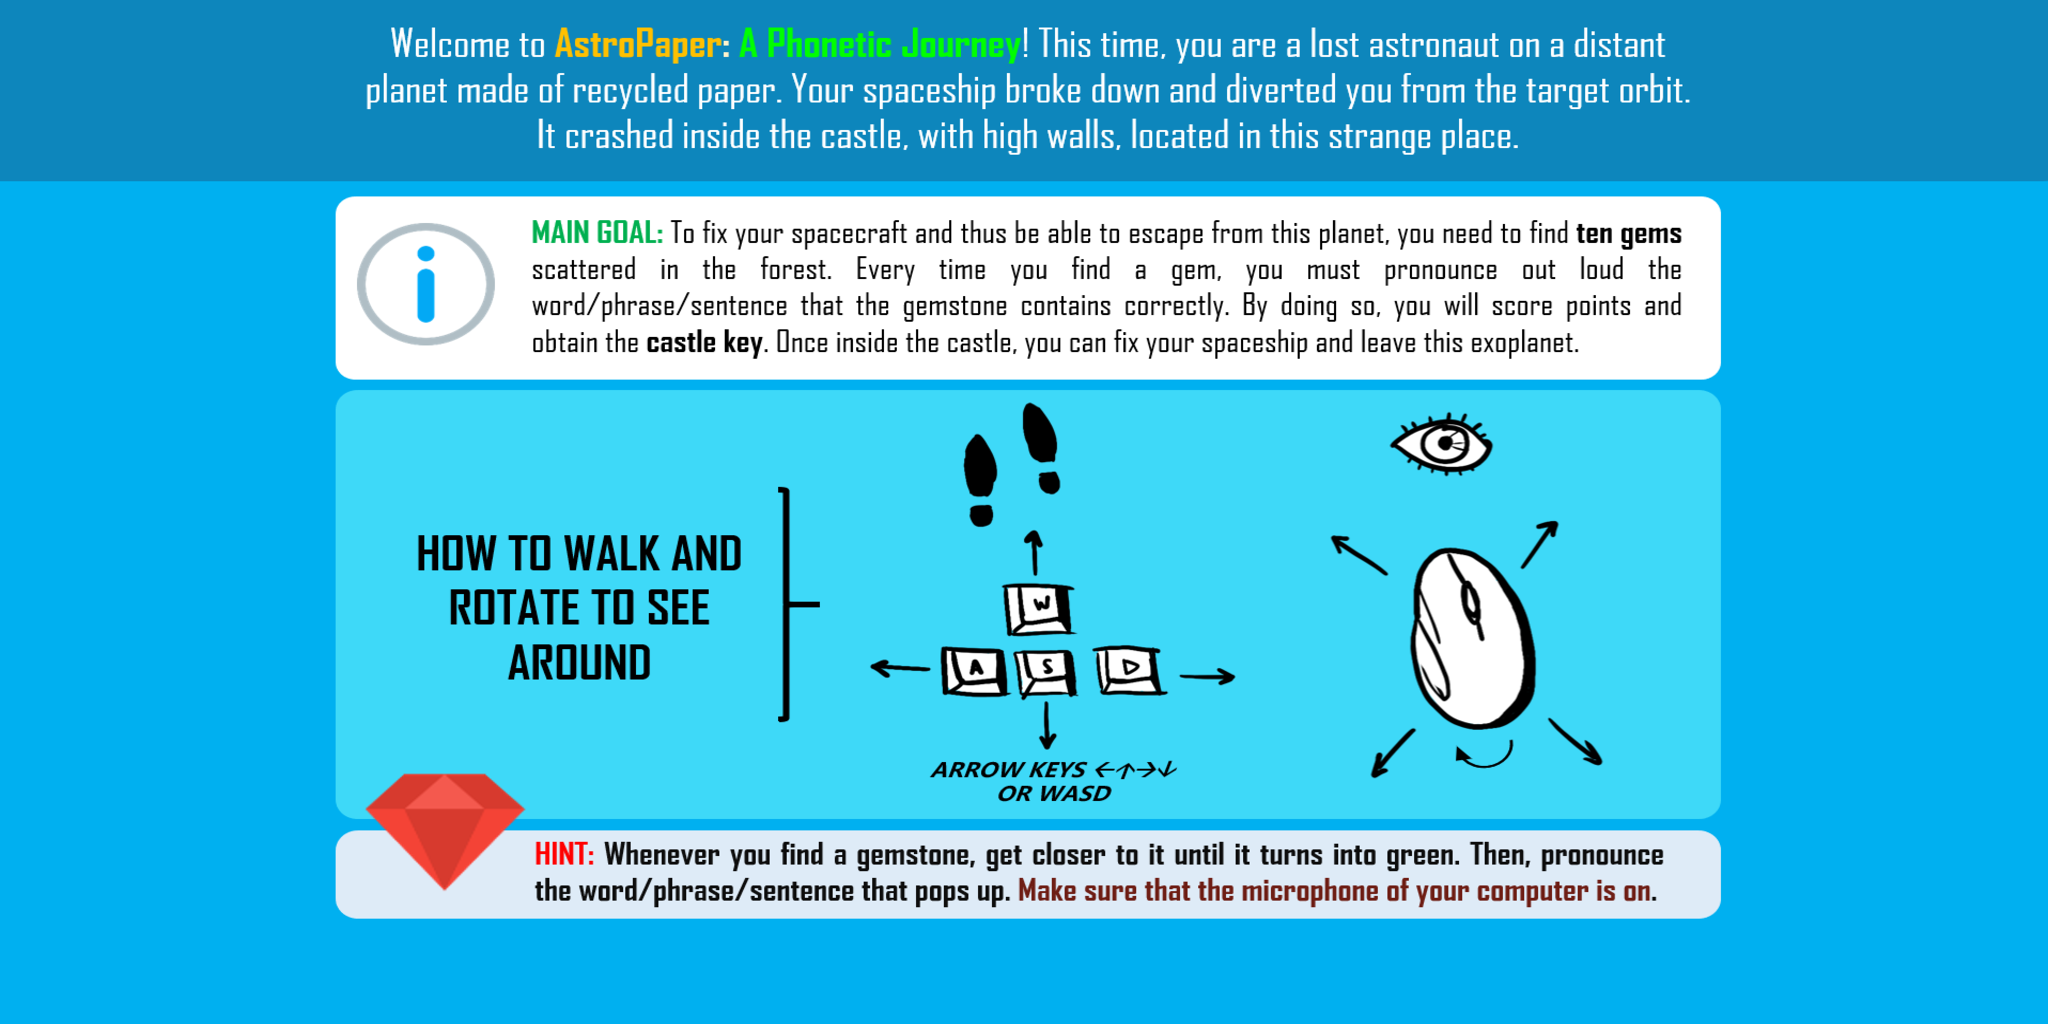 Welcome to AstroPaper: A Phonetic Journey! This time, you are a lost astronaut on a distant
planet made of recycled paper. Your spaceship broke down and diverted you from the target orbit.
It crashed inside the castle, with high walls, located in this strange place.
MAIN GOAL: To fix your spacecraft and thus be able to escape from this planet, you need to find ten gems
scattered in the forest. Every time you find a gem, you must pronounce out loud the
word/phrase/sentence that the gemstone contains correctly. By doing so, you will score points and
obtain the castle key. Once inside the castle, you can fix your spaceship and leave this exoplanet.
HOW TO WALK AND
ROTATE TO SEE
AROUND
W
A S D
ARROW KEYS ←↑→↓
OR WASD
HINT: Whenever you find a gemstone, get closer to it until it turns into green. Then, pronounce
the word/phrase/sentence that pops up. Make sure that the microphone of your computer is on.